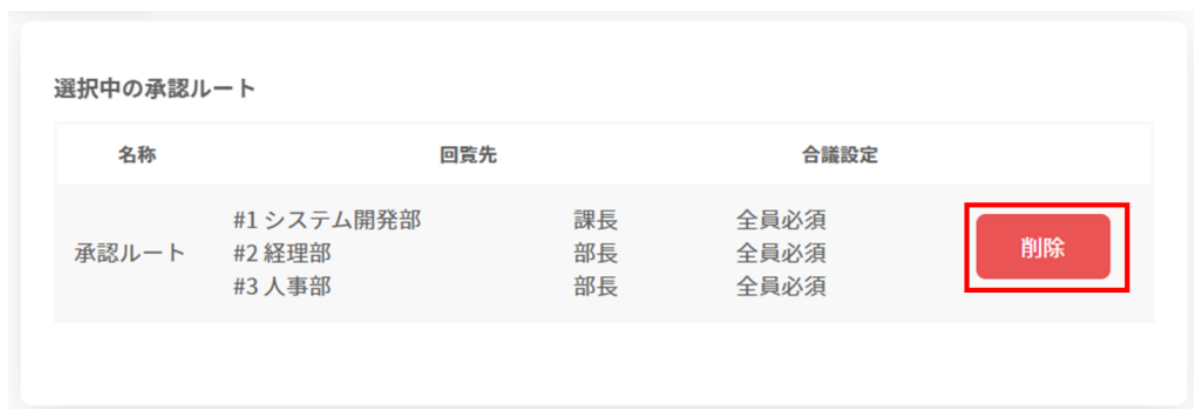 選択中の承認ルート
名称 回覧先 合議設定
#1 システム開発部 課長 全員必須
承認ルート #2 経理部 部長 全員必須 削除
#3 人事部 部長 全員必須